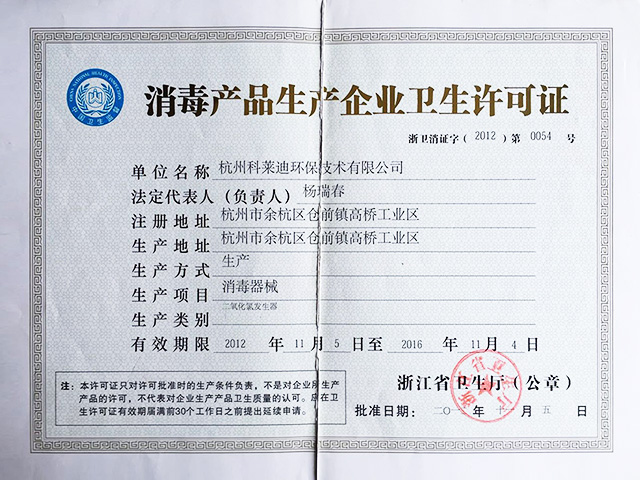 消毒产品生产企业卫生许可证
浙卫消证字（2012）第 0054 号
单位名称 杭州科莱迪环保技术有限公司
法定代表人（负责人） 杨瑞春
注册地址 杭州市余杭区仓前镇高桥工业区
生产地址 杭州市余杭区仓前镇高桥工业区
生产方式 生产
生产项目 消毒器械
生产类别 二氧化氯发生器
有效期限 2012 年 11 月 5 日至 2016 年 11 月 4 日
注：本许可证只对许可批准时的生产条件负责，不是对企业所生产
产品的许可，不代表对企业生产产品卫生质量的认可。应在卫
生许可证有效期届满前30个工作日之前提出延续申请。
浙江省卫生厅（公章）
批准日期：二〇一二年十一月五日